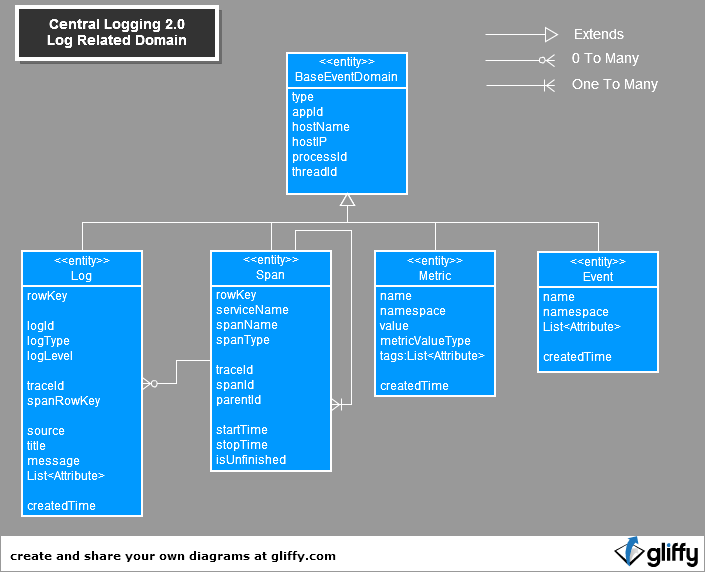 Central Logging 2.0
Log Related Domain
Extends
0 To Many
One To Many
<<entity>>
BaseEventDomain
type
appId
hostName
hostIP
processId
threadId
<<entity>>
Log
rowKey
logId
logType
logLevel
traceId
spanRowKey
source
title
message
List<Attribute>
createdTime
<<entity>>
Span
rowKey
serviceName
spanName
spanType
traceId
spanId
parentId
startTime
stopTime
isUnfinished
<<entity>>
Metric
name
namespace
value
metricValueType
tags:List<Attribute>
createdTime
<<entity>>
Event
name
namespace
List<Attribute>
createdTime
create and share your own diagrams at gliffy.com
gliffy